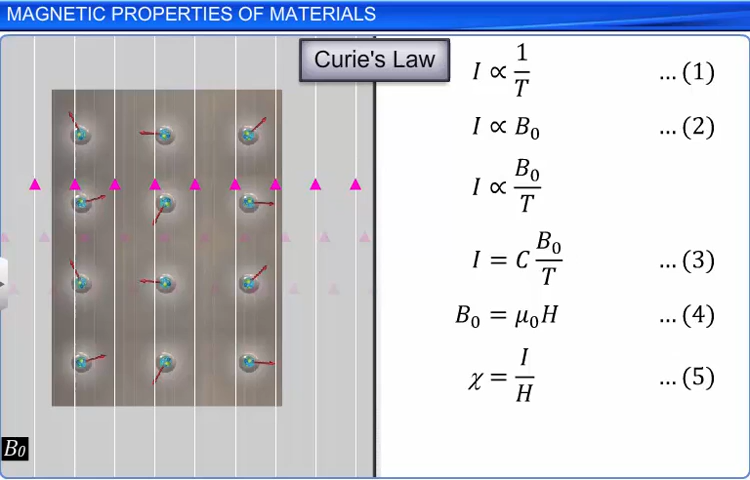 MAGNETIC PROPERTIES OF MATERIALS
Curie's Law
I ∝ 1/T ...(1)
I ∝ B₀ ...(2)
I ∝ B₀/T
I = C B₀/T ...(3)
B₀ = μ₀H ...(4)
χ = I/H ...(5)
B₀